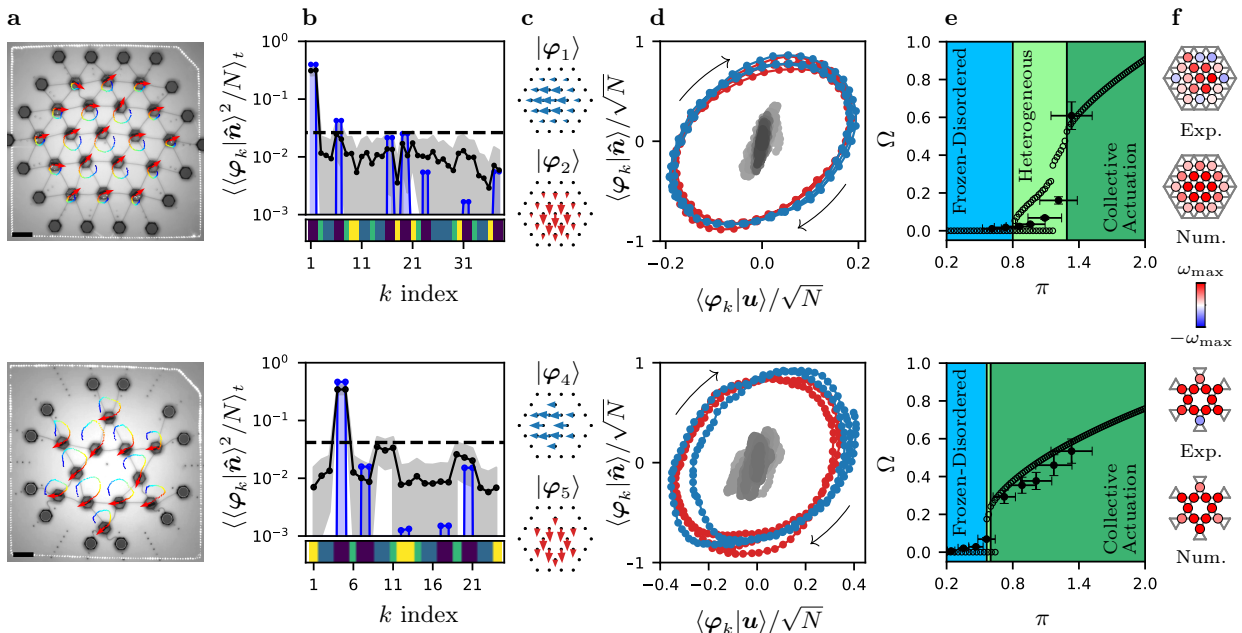 a
b
c
d
e
f
10⁰
10⁻¹
10⁻²
10⁻³
⟨⟨φₖ|n̂⟩²/N⟩ₜ
1
11
21
31
k index
|φ₁⟩
|φ₂⟩
1
0
−1
⟨φₖ|n̂⟩/√N
−0.2
0.0
0.2
⟨φₖ|u⟩/√N
1.0
0.8
0.6
0.4
0.2
0.0
Ω
Frozen-Disordered
Heterogeneous
Collective
Actuation
0.2
0.8
1.4
2.0
π
Exp.
Num.
ωmax
−ωmax
10⁰
10⁻¹
10⁻²
10⁻³
⟨⟨φₖ|n̂⟩²/N⟩ₜ
1
6
11
16
21
k index
|φ₄⟩
|φ₅⟩
1
0
−1
⟨φₖ|n̂⟩/√N
−0.4
−0.2
0.0
0.2
0.4
⟨φₖ|u⟩/√N
1.0
0.8
0.6
0.4
0.2
0.0
Ω
Frozen-Disordered
Collective
Actuation
0.2
0.8
1.4
2.0
π
Exp.
Num.